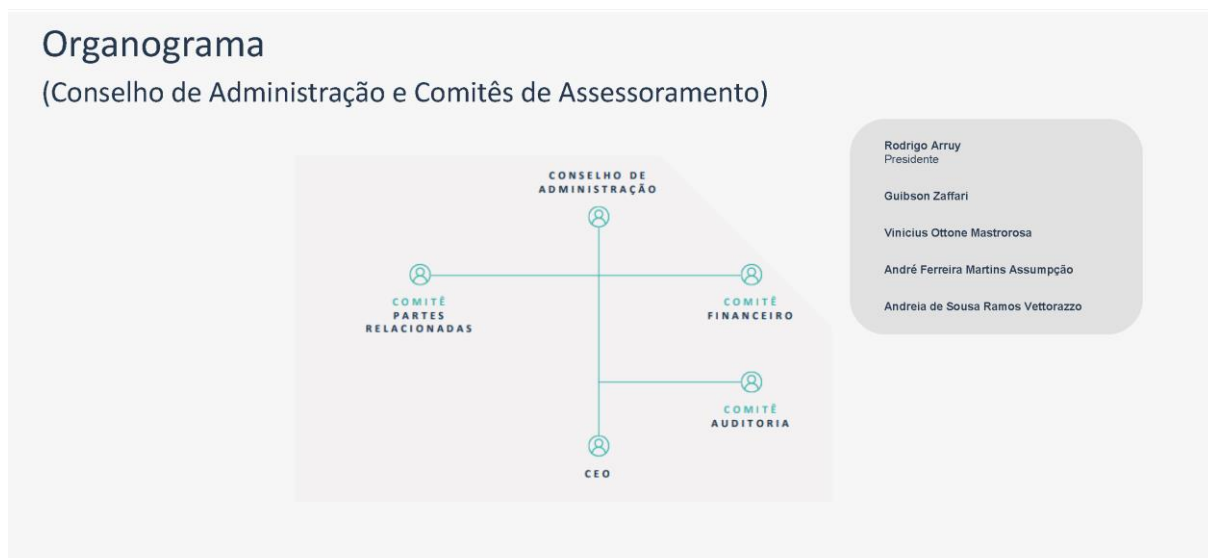 Organograma
(Conselho de Administração e Comitês de Assessoramento)
Rodrigo Arruy
Presidente
Guibson Zaffari
Vinicius Ottone Mastrorosa
André Ferreira Martins Assumpção
Andreia de Sousa Ramos Vettorazzo
CONSELHO DE
ADMINISTRAÇÃO
COMITÊ
PARTES
RELACIONADAS
COMITÊ
FINANCEIRO
COMITÊ
AUDITORIA
CEO